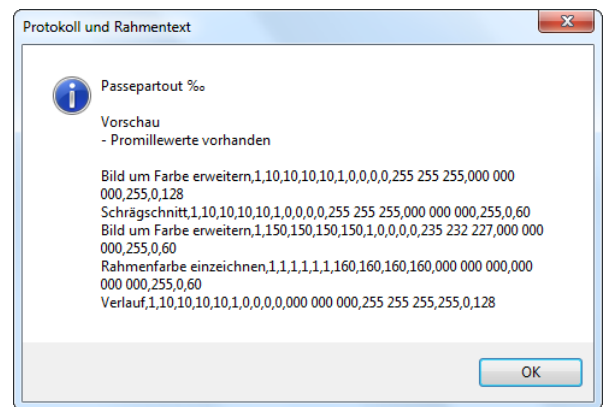 Protokoll und Rahmentext
Passepartout ‰
Vorschau
- Promillewerte vorhanden
Bild um Farbe erweitern,1,10,10,10,10,1,0,0,0,0,255 255 255,000 000
000,255,0,128
Schrägschnitt,1,10,10,10,10,1,0,0,0,0,255 255 255,000 000 000,255,0,60
Bild um Farbe erweitern,1,150,150,150,150,1,0,0,0,0,235 232 227,000 000
000,255,0,60
Rahmenfarbe einzeichnen,1,1,1,1,1,1,160,160,160,160,000 000 000,000
000 000,255,0,60
Verlauf,1,10,10,10,10,1,0,0,0,0,000 000 000,255 255 255,255,0,128
OK